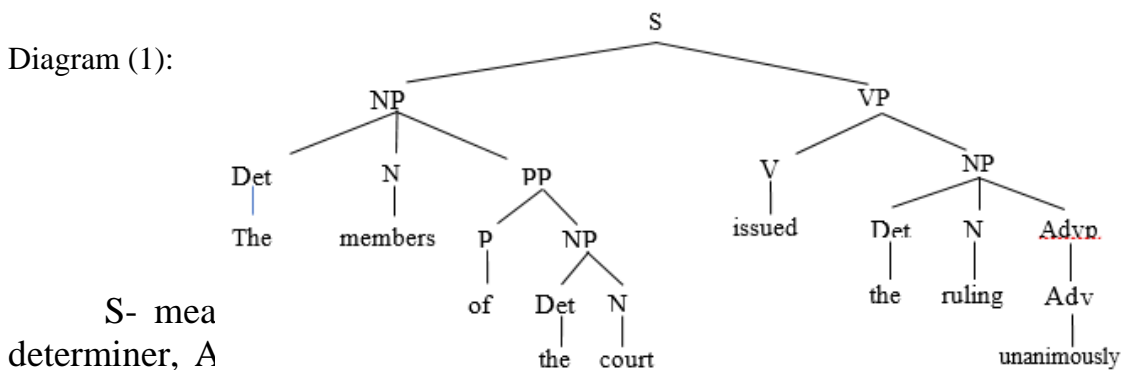 S
Diagram (1):
NP VP
Det N PP V NP
The members P NP issued Det N Advp
of Det N the ruling Adv
the court unanimously
S- mea
determiner, A